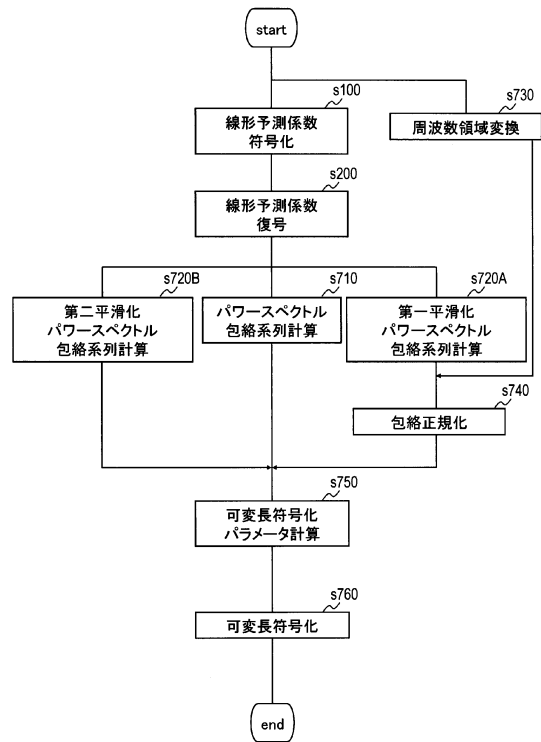 start
s100
線形予測係数
符号化
s730
周波数領域変換
s200
線形予測係数
復号
s720B
第二平滑化
パワースペクトル
包絡系列計算
s710
パワースペクトル
包絡系列計算
s720A
第一平滑化
パワースペクトル
包絡系列計算
s740
包絡正規化
s750
可変長符号化
パラメータ計算
s760
可変長符号化
end